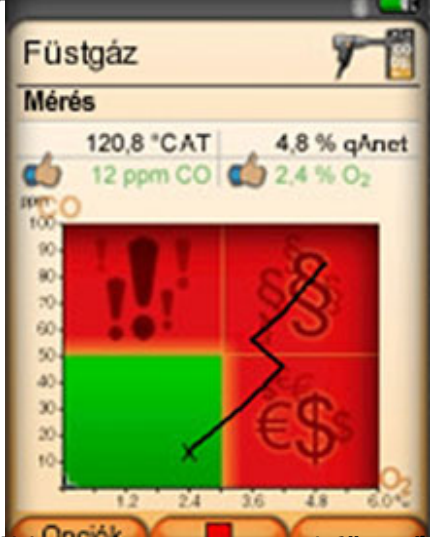 Füstgáz
Mérés
120,8 °CAT 4,8 % qAnet
12 ppm CO 2,4 % O₂
ppm CO
100
90
80
70
60
50
40
30
20
10
1.2 2.4 3.6 4.8 6.0 %
O₂
Opciók